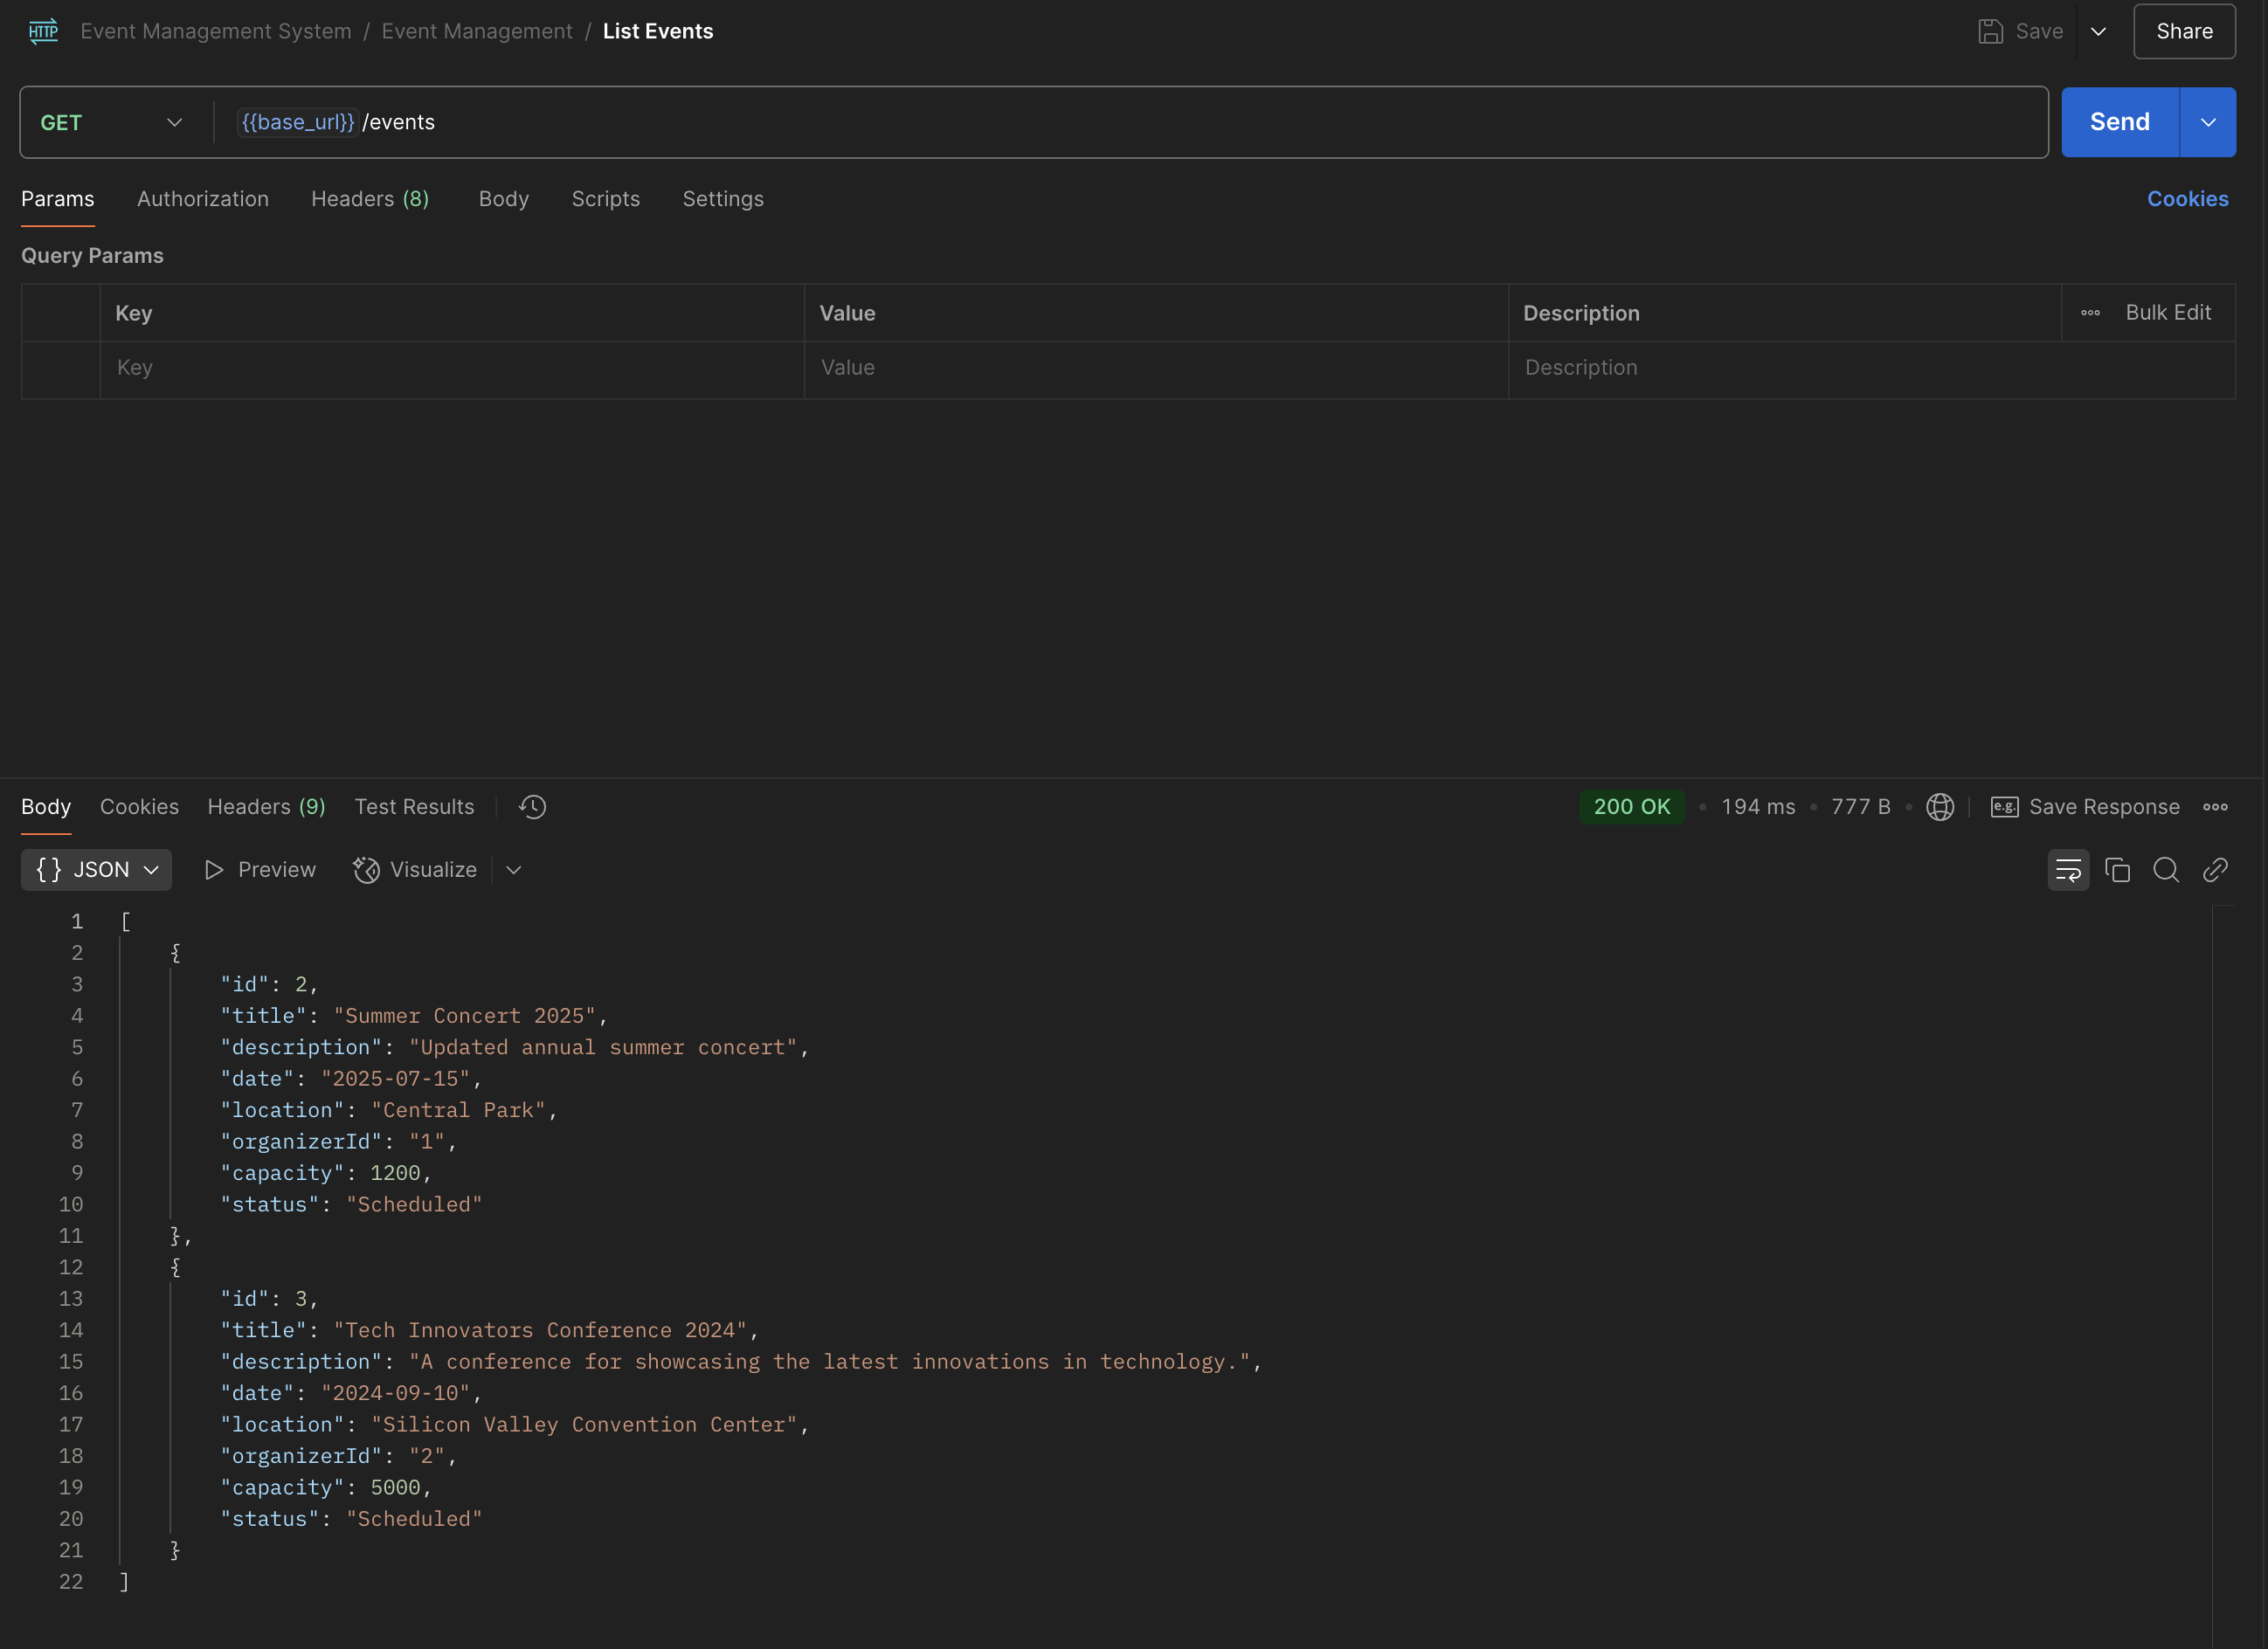 HTTP Event Management System / Event Management / List Events Save Share
GET {{base_url}} /events Send
Params Authorization Headers (8) Body Scripts Settings Cookies
Query Params
Key Value Description Bulk Edit
Key Value Description
Body Cookies Headers (9) Test Results 200 OK • 194 ms • 777 B • e.g. Save Response
{} JSON Preview Visualize
1 [
2 {
3 "id": 2,
4 "title": "Summer Concert 2025",
5 "description": "Updated annual summer concert",
6 "date": "2025-07-15",
7 "location": "Central Park",
8 "organizerId": "1",
9 "capacity": 1200,
10 "status": "Scheduled"
11 },
12 {
13 "id": 3,
14 "title": "Tech Innovators Conference 2024",
15 "description": "A conference for showcasing the latest innovations in technology.",
16 "date": "2024-09-10",
17 "location": "Silicon Valley Convention Center",
18 "organizerId": "2",
19 "capacity": 5000,
20 "status": "Scheduled"
21 }
22 ]